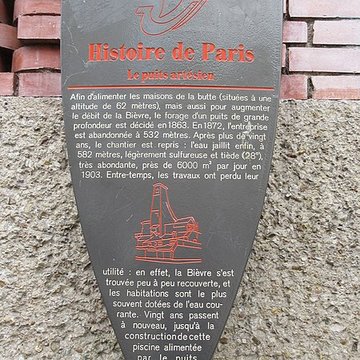 Histoire de Paris
Le puits artésien
Afin d'alimenter les maisons de la butte (situées à une
altitude de 62 mètres), mais aussi pour augmenter
le débit de la Bièvre, le forage d'un puits de grande
profondeur est décidé en 1863. En 1872, l'entreprise
est abandonnée à 532 mètres. Après plus de vingt
ans, le chantier est repris : l'eau jaillit enfin, à
582 mètres, légèrement sulfureuse et tiède (28°),
très abondante, près de 6000 m³ par jour en
1903. Entre-temps, les travaux ont perdu leur
utilité : en effet, la Bièvre s'est
trouvée peu à peu recouverte, et
les habitations sont le plus
souvent dotées de l'eau cou-
rante. Vingt ans passent
à nouveau, jusqu'à la
construction de cette
piscine alimentée
par le puits